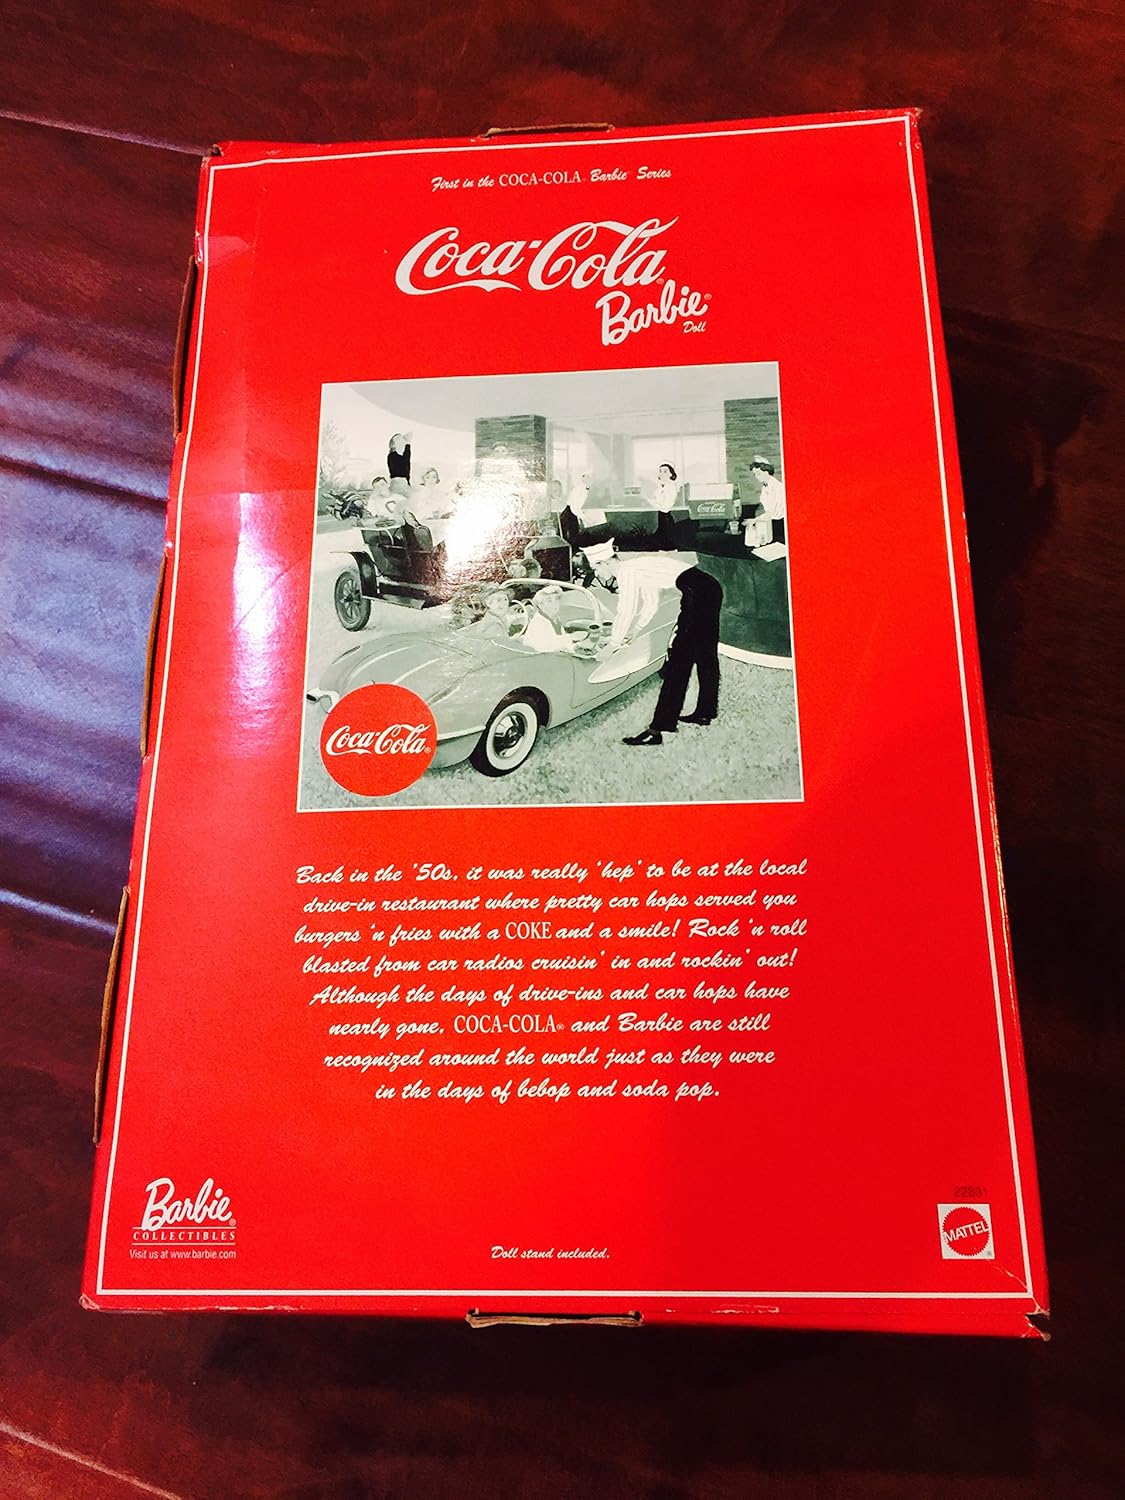 First in the COCA-COLA® Barbie™ Series
Coca-Cola®
Barbie®
Doll
Coca-Cola
Coca-Cola®
Back in the '50s, it was really 'hep' to be at the local
drive-in restaurant where pretty car hops served you
burgers 'n fries with a COKE and a smile! Rock 'n roll
blasted from car radios cruisin' in and rockin' out!
Although the days of drive-ins and car hops have
nearly gone, COCA-COLA® and Barbie are still
recognized around the world just as they were
in the days of bebop and soda pop.
Barbie®
COLLECTIBLES
Visit us at www.barbie.com
Doll stand included.
22831
MATTEL®